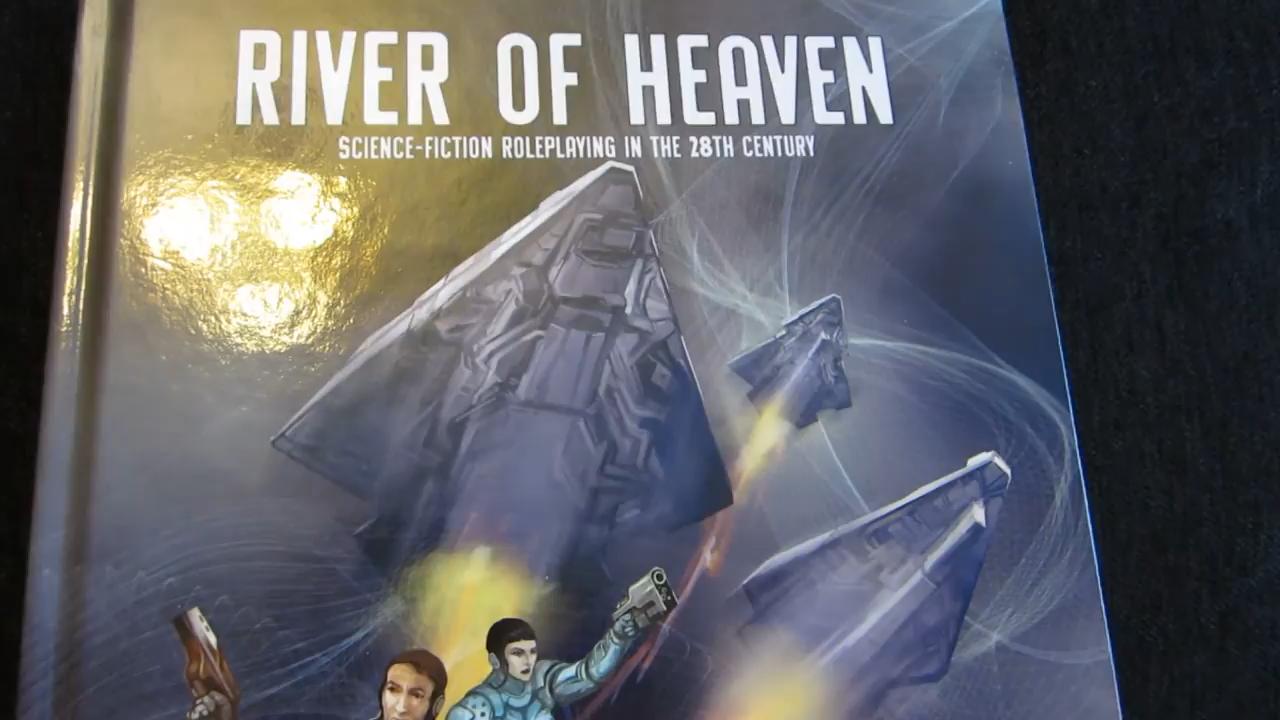 RIVER OF HEAVEN
SCIENCE-FICTION ROLEPLAYING IN THE 28TH CENTURY